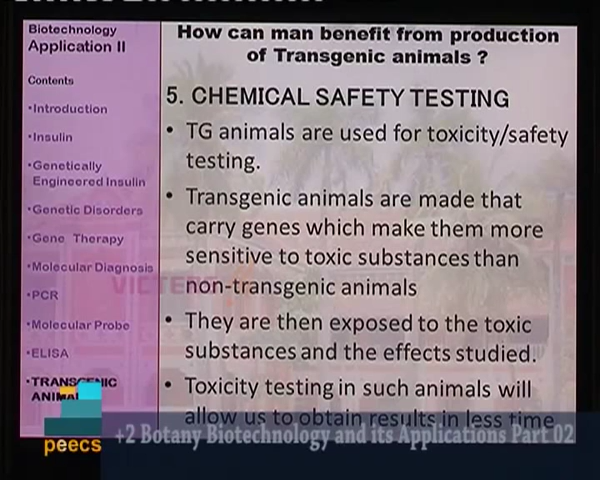 Biotechnology
Application II
Contents
•Introduction
•Insulin
•Genetically
Engineered Insulin
•Genetic Disorders
•Gene Therapy
•Molecular Diagnosis
•PCR
•Molecular Probe
•ELISA
•TRANSGENIC
ANIMAL
How can man benefit from production
of Transgenic animals ?
5. CHEMICAL SAFETY TESTING
• TG animals are used for toxicity/safety
testing.
• Transgenic animals are made that
carry genes which make them more
sensitive to toxic substances than
non-transgenic animals
• They are then exposed to the toxic
substances and the effects studied.
• Toxicity testing in such animals will
allow us to obtain results in less time
VICTERS
peecs
+2 Botany Biotechnology and its Applications Part 02